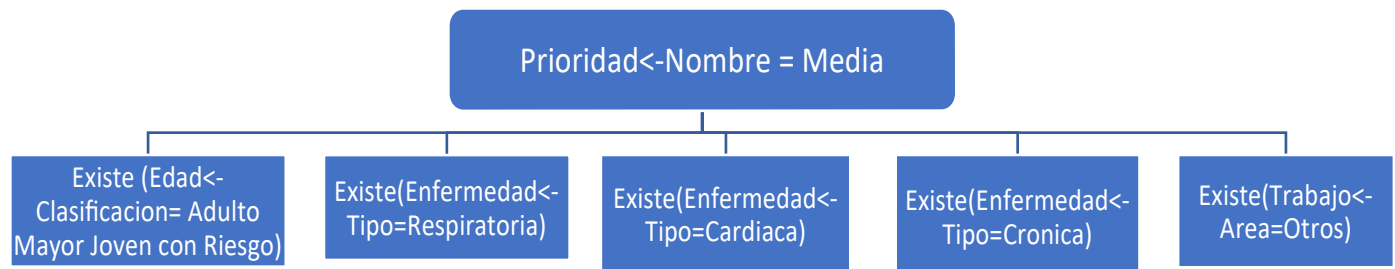 Prioridad<-Nombre = Media
Existe (Edad<-
Clasificacion= Adulto
Mayor Joven con Riesgo)
Existe(Enfermedad<-
Tipo=Respiratoria)
Existe(Enfermedad<-
Tipo=Cardiaca)
Existe(Enfermedad<-
Tipo=Cronica)
Existe(Trabajo<-
Area=Otros)